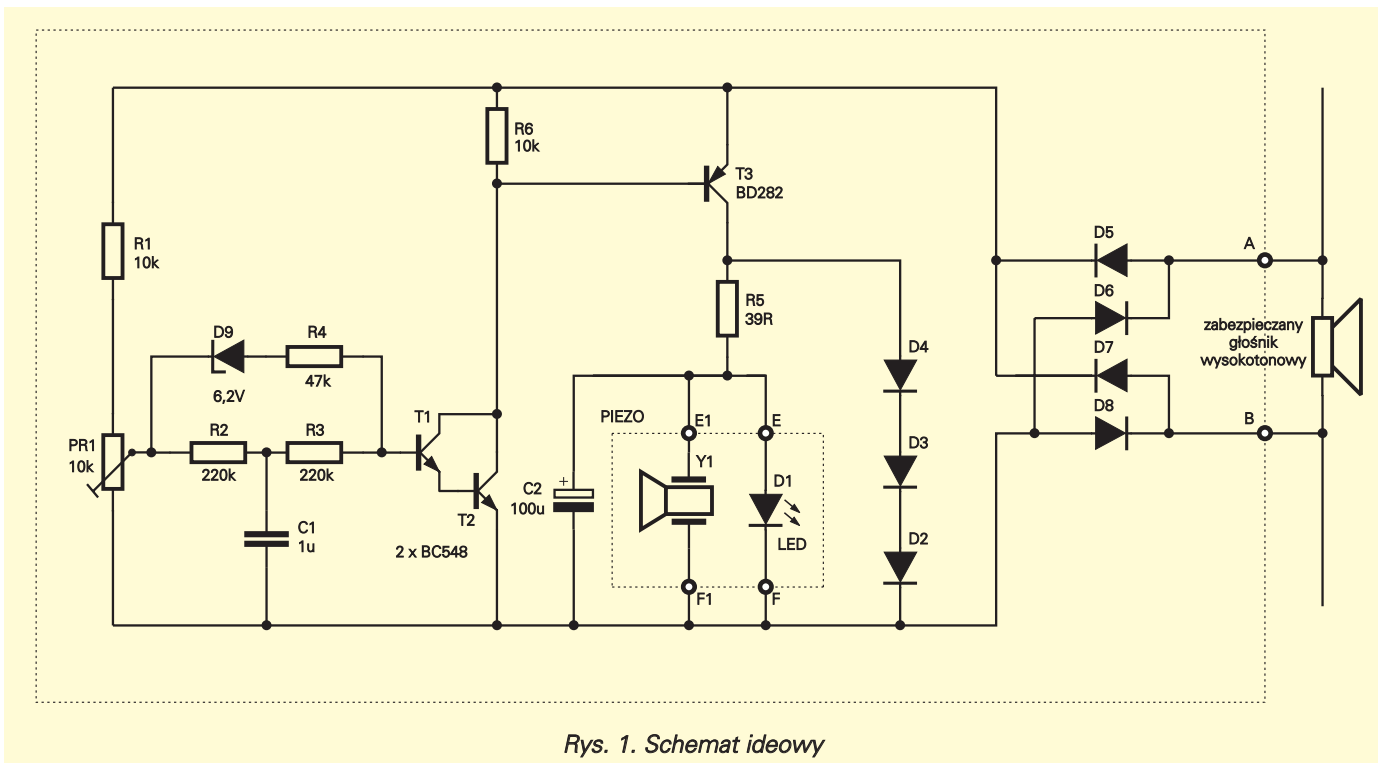 R6
10k
T3
BD282
R1
10k
D5
A
D6
zabezpieczany
głośnik
wysokotonowy
D7
D8
B
R5
39R
D4
D3
D2
D9
6,2V
R4
47k
PR1
10k
R2
220k
R3
220k
T1
T2
2 x BC548
C1
1u
+
C2
100u
PIEZO
E1
E
Y1
D1
LED
F1
F
Rys. 1. Schemat ideowy